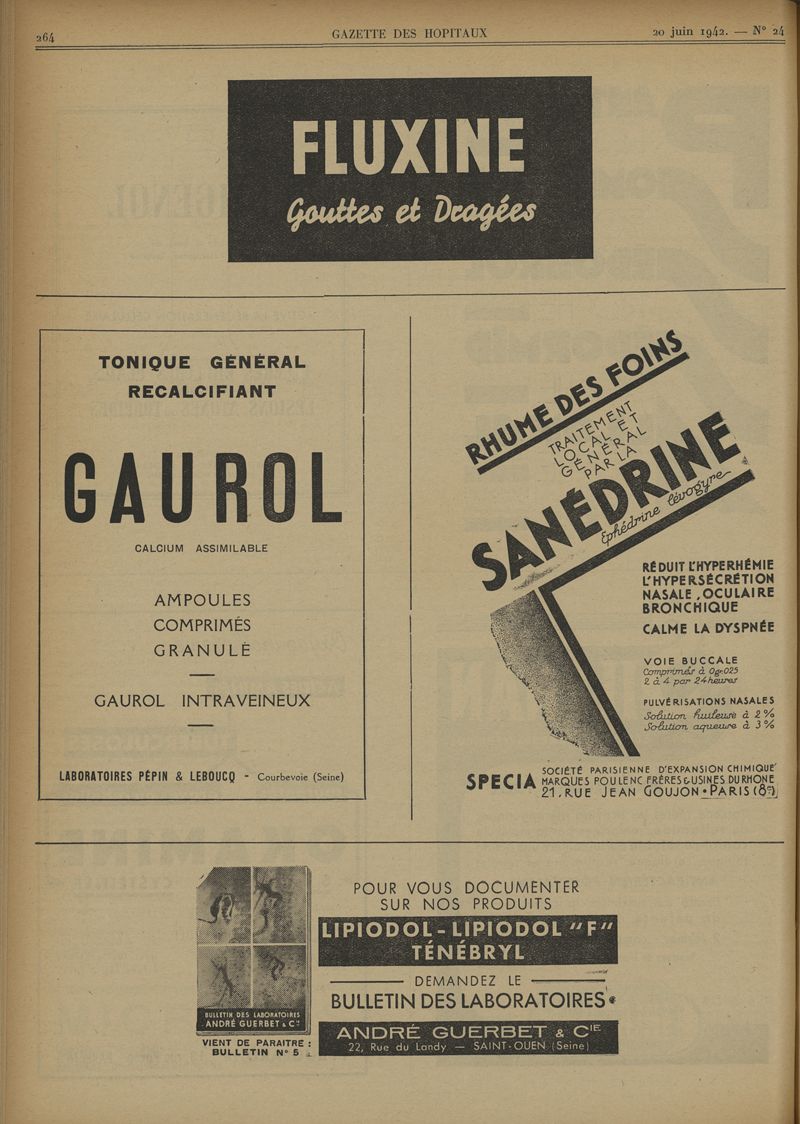 264
GAZETTE DES HOPITAUX
20 juin 1942. — N° 24
FLUXINE
Gouttes et Dragées
TONIQUE GÉNÉRAL
RECALCIFIANT
GAUROL
CALCIUM ASSIMILABLE
AMPOULES
COMPRIMÉS
GRANULÉ
GAUROL INTRAVEINEUX
LABORATOIRES PÉPIN & LEBOUCQ - Courbevoie (Seine)
RHUME DES FOINS
TRAITEMENT
LOCAL ET
GÉNÉRAL
PAR LA
SANÉDRINE
Ephédrine lévogyre
RÉDUIT L'HYPERHÉMIE
L'HYPERSÉCRÉTION
NASALE, OCULAIRE
BRONCHIQUE
CALME LA DYSPNÉE
VOIE BUCCALE
Comprimés à 0gr.025
2 à 4 par 24 heures
PULVÉRISATIONS NASALES
Solution huileuse à 2 %
Solution aqueuse à 3 %
SPECIA
SOCIÉTÉ PARISIENNE D'EXPANSION CHIMIQUE
MARQUES POULENC FRÈRES & USINES DU RHONE
21, RUE JEAN GOUJON • PARIS (8e)
POUR VOUS DOCUMENTER
SUR NOS PRODUITS
LIPIODOL - LIPIODOL "F"
TÉNÉBRYL
DEMANDEZ LE
BULLETIN DES LABORATOIRES
ANDRÉ GUERBET & CIE
22, Rue du Landy — SAINT-OUEN (Seine)
BULLETIN DES LABORATOIRES
ANDRÉ GUERBET & Cie
VIENT DE PARAITRE :
BULLETIN N° 5